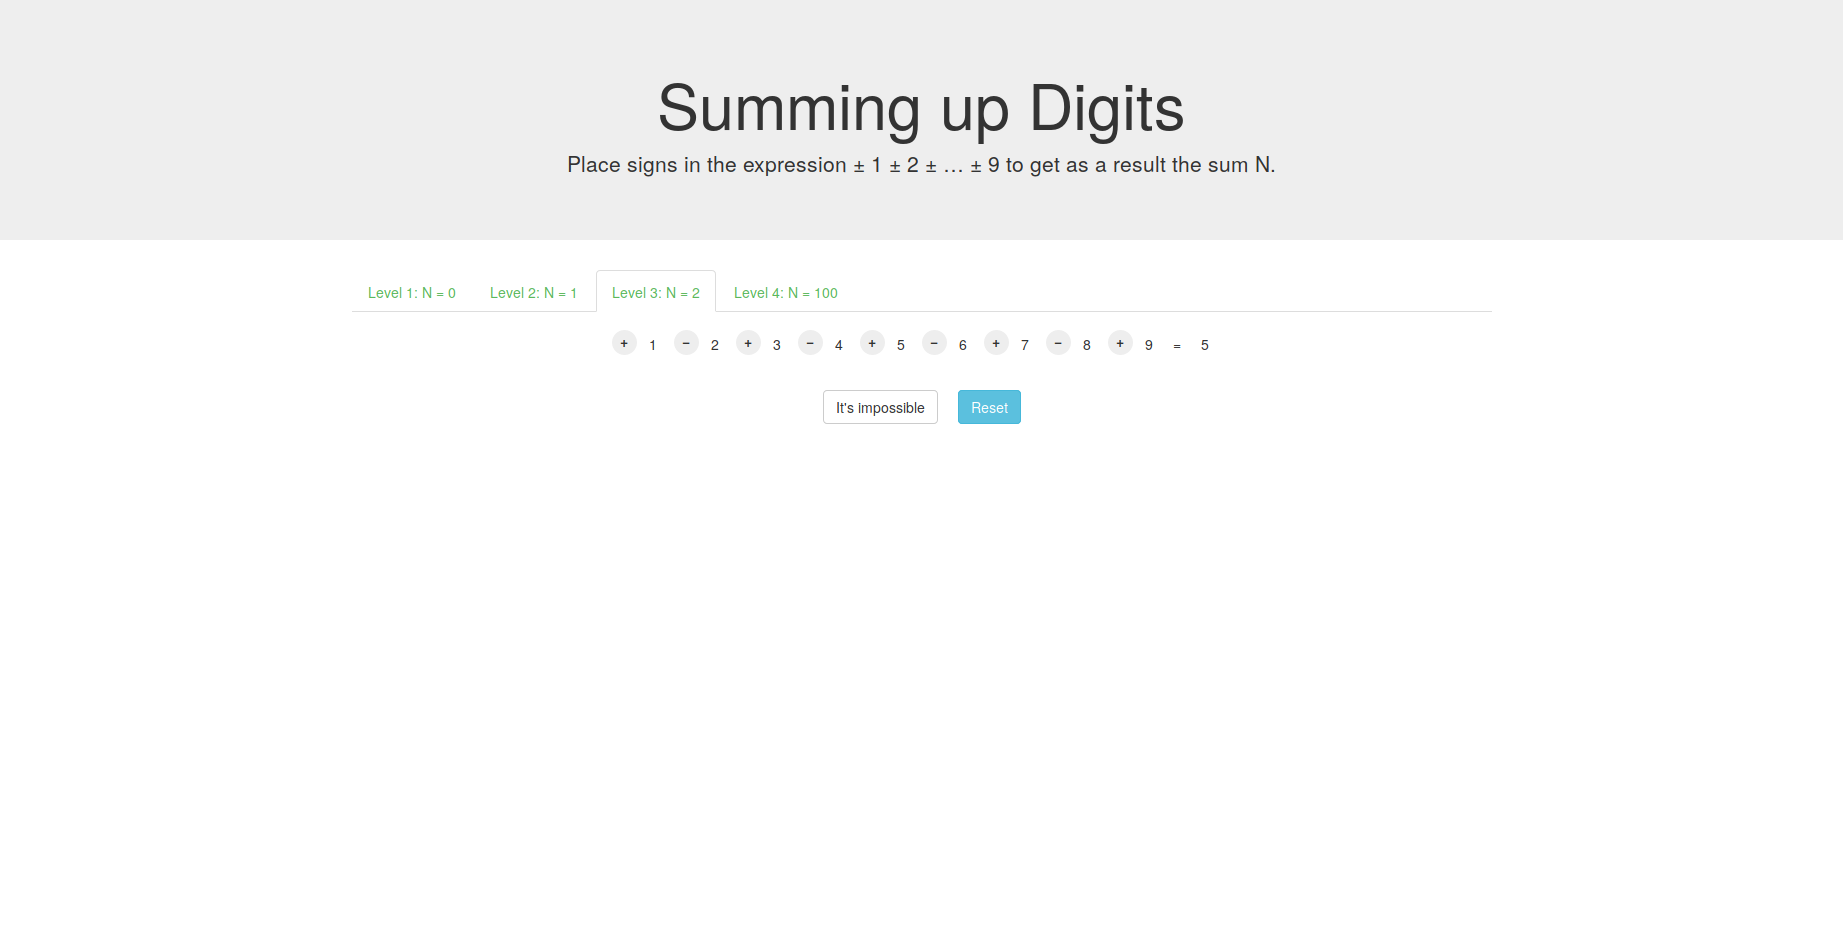 Summing up Digits
Place signs in the expression ± 1 ± 2 ± … ± 9 to get as a result the sum N.
Level 1: N = 0 Level 2: N = 1 Level 3: N = 2 Level 4: N = 100
+ 1 − 2 + 3 − 4 + 5 − 6 + 7 − 8 + 9 = 5
It's impossible Reset